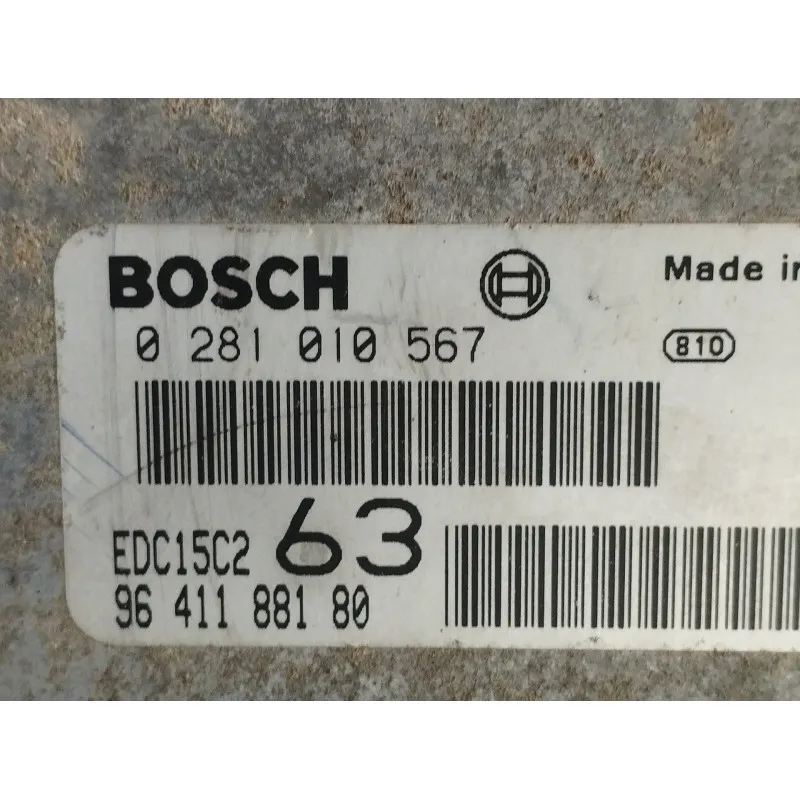 BOSCH
Made in
0 281 010 567
810
EDC15C2 63
96 411 881 80